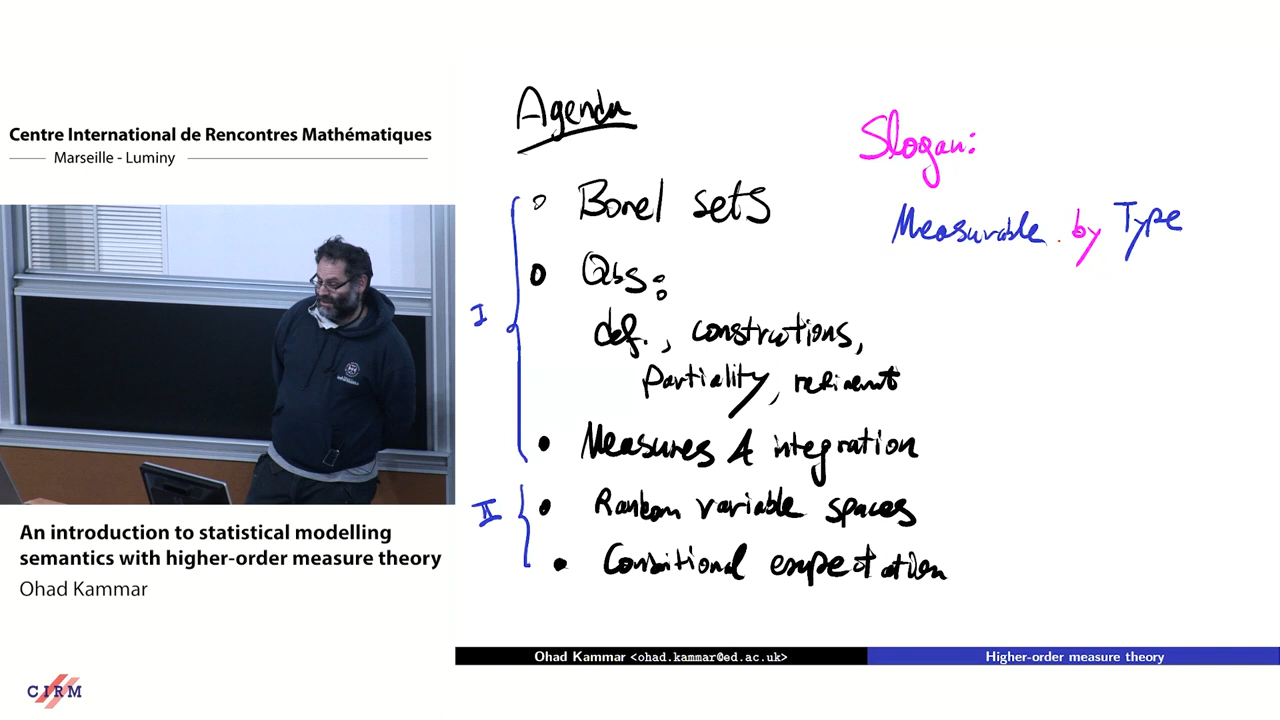 Centre International de Rencontres Mathématiques
Marseille - Luminy
An introduction to statistical modelling
semantics with higher-order measure theory
Ohad Kammar
CIRM
Agenda
Borel sets
Qbs:
def., constructions,
partiality,
Measures & integration
Random variable spaces
Conditional expectation
I
II
Slogan:
Measurable by Type
Ohad Kammar <ohad.kammar@ed.ac.uk>
Higher-order measure theory